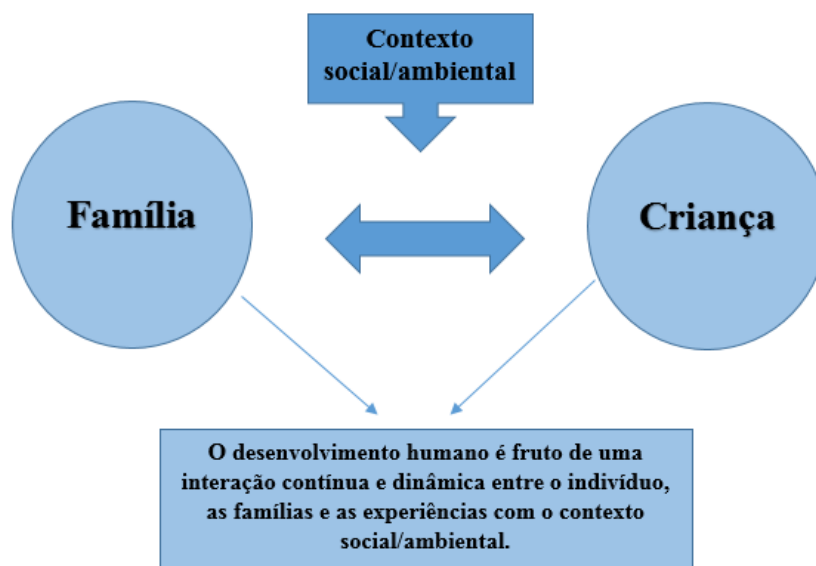 Contexto
social/ambiental
Família
Criança
O desenvolvimento humano é fruto de uma
interação contínua e dinâmica entre o indivíduo,
as famílias e as experiências com o contexto
social/ambiental.